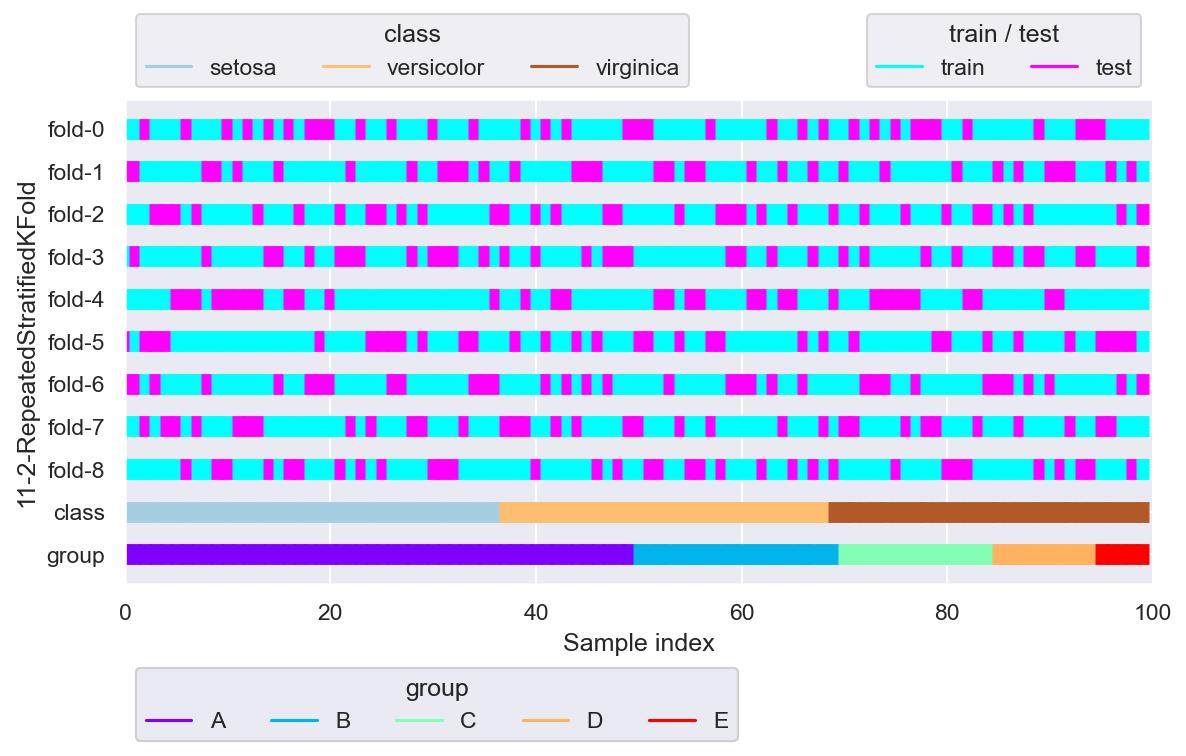 class
setosa versicolor virginica
train / test
train test
11-2-RepeatedStratifiedKFold
fold-0
fold-1
fold-2
fold-3
fold-4
fold-5
fold-6
fold-7
fold-8
class
group
0 20 40 60 80 100
Sample index
group
A B C D E